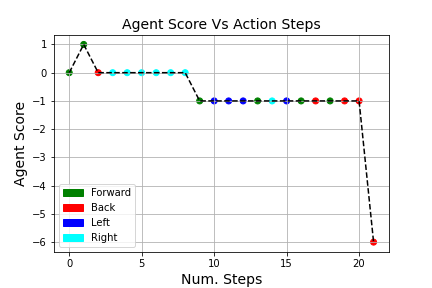 Agent Score Vs Action Steps
Agent Score
1
0
−1
−2
−3
−4
−5
−6
Forward
Back
Left
Right
0 5 10 15 20
Num. Steps